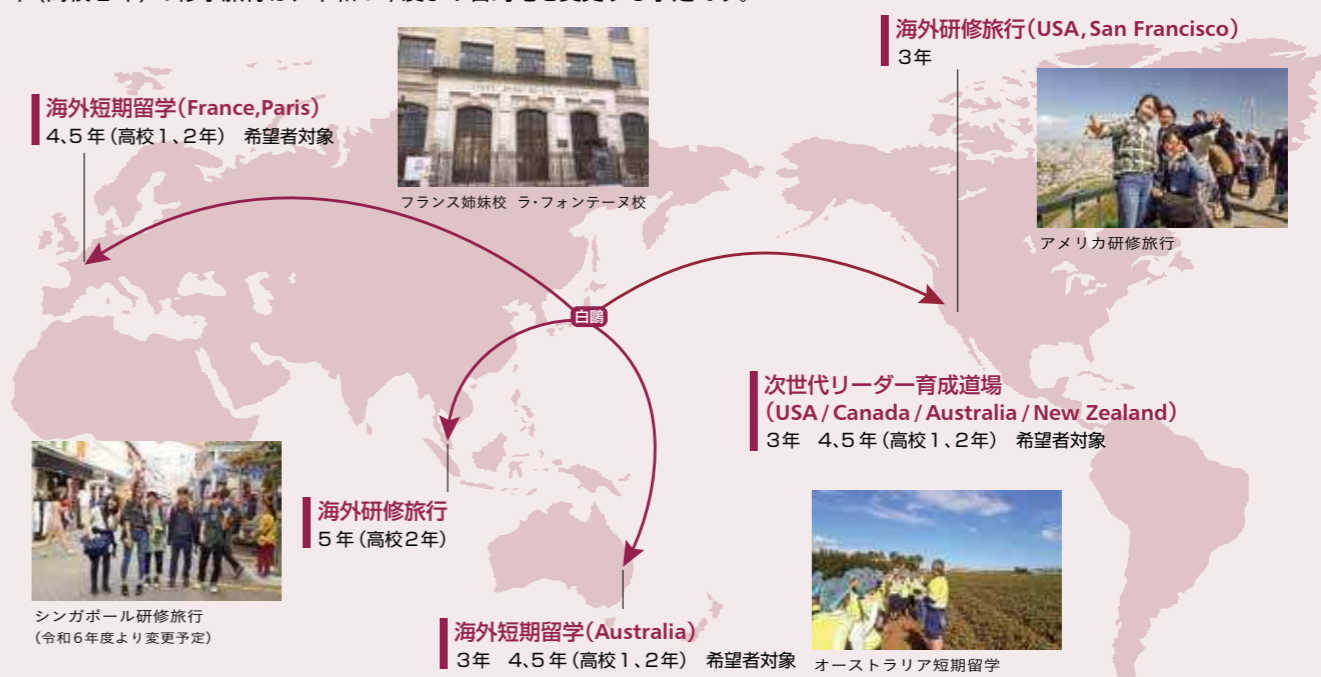 海外研修旅行(USA,San Francisco)
3年
海外短期留学(France,Paris)
4、5年(高校1、2年) 希望者対象
フランス姉妹校 ラ・フォンテーヌ校
アメリカ研修旅行
白鷗
次世代リーダー育成道場
(USA / Canada / Australia / New Zealand)
3年 4、5年(高校1、2年) 希望者対象
海外研修旅行
5年(高校2年)
シンガポール研修旅行
(令和6年度より変更予定)
海外短期留学(Australia)
3年 4、5年(高校1、2年) 希望者対象
オーストラリア短期留学